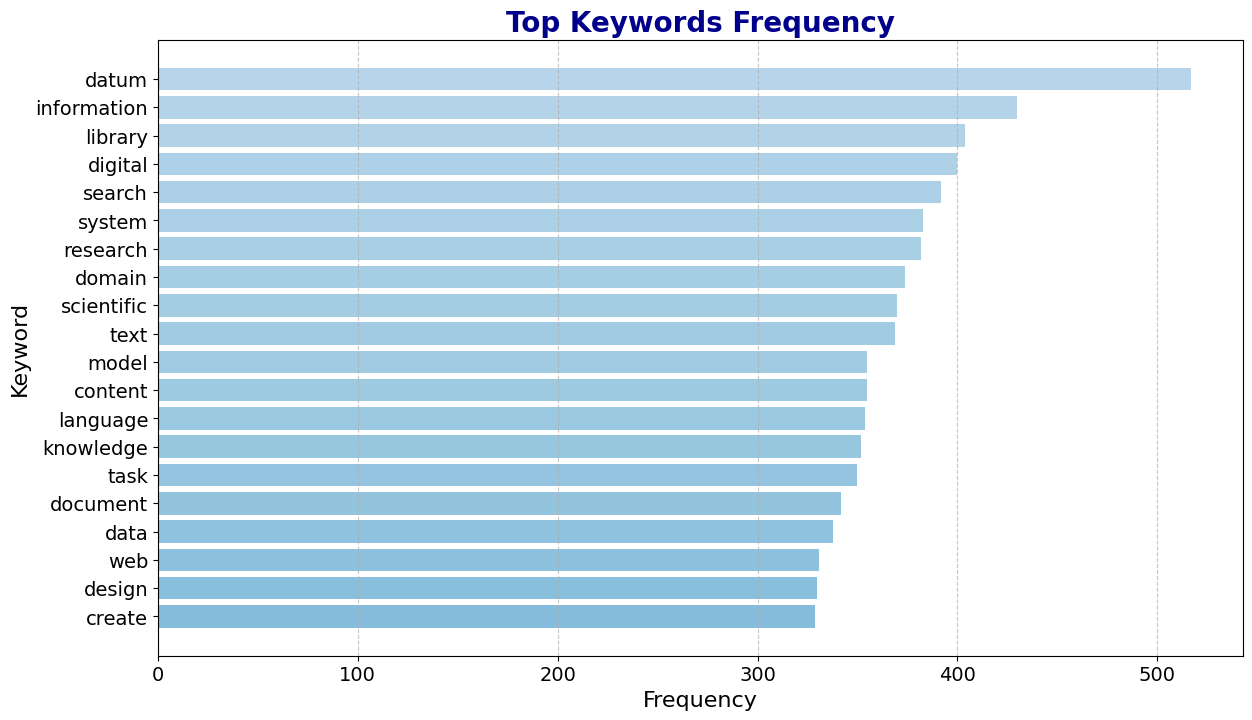 Top Keywords Frequency
Keyword
datum
information
library
digital
search
system
research
domain
scientific
text
model
content
language
knowledge
task
document
data
web
design
create
0 100 200 300 400 500
Frequency